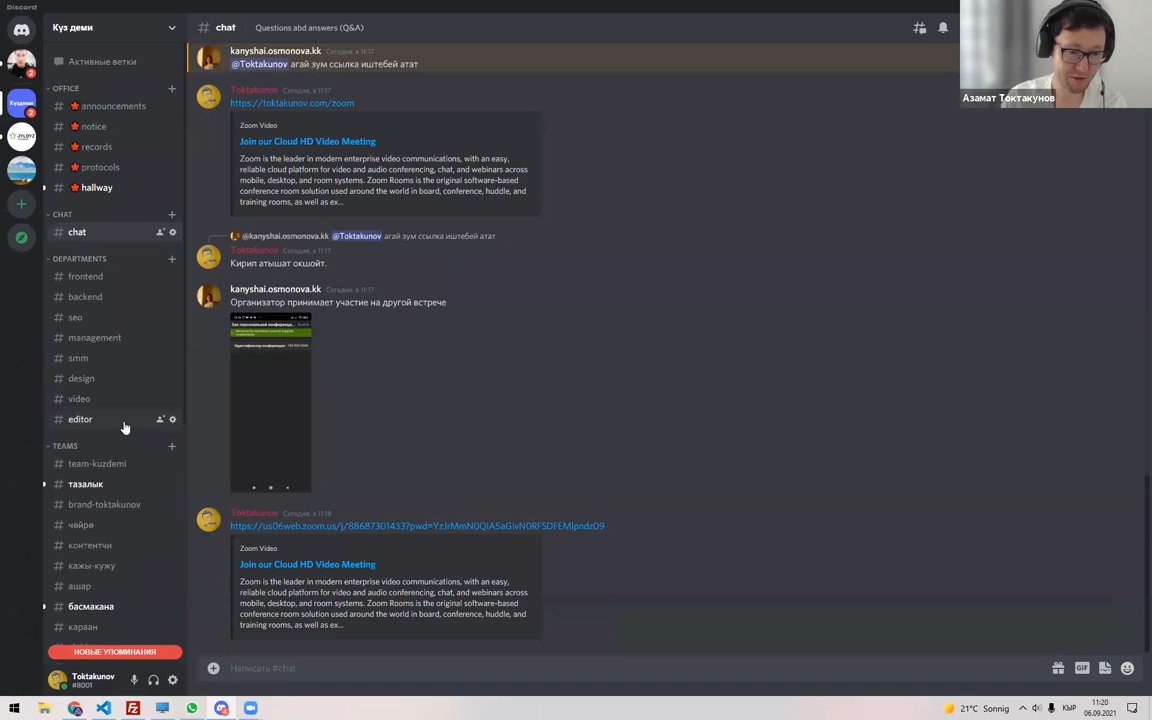 Discord
Күз деми
Активные ветки
OFFICE
announcements
notice
records
protocols
hallway
CHAT
chat
DEPARTMENTS
frontend
backend
seo
management
smm
design
video
editor
TEAMS
team-kuzdemi
тазалык
brand-toktakunov
чөйрө
контентчи
кажы-кужу
ашар
басмакана
караан
НОВЫЕ УПОМИНАНИЯ
Toktakunov
#8001
chat Questions abd answers (Q&A)
kanyshai.osmonova.kk Сегодня, в 11:17
@Toktakunov агай зум ссылка иштебей атат
Toktakunov Сегодня, в 11:17
https://toktakunov.com/zoom
Zoom Video
Join our Cloud HD Video Meeting
Zoom is the leader in modern enterprise video communications, with an easy,
reliable cloud platform for video and audio conferencing, chat, and webinars across
mobile, desktop, and room systems. Zoom Rooms is the original software-based
conference room solution used around the world in board, conference, huddle, and
training rooms, as well as ex...
@kanyshai.osmonova.kk @Toktakunov агай зум ссылка иштебей атат
Toktakunov Сегодня, в 11:17
Кирип атышат окшойт.
kanyshai.osmonova.kk Сегодня, в 11:17
Организатор принимает участие на другой встрече
Toktakunov Сегодня, в 11:18
Zoom Video
Join our Cloud HD Video Meeting
Zoom is the leader in modern enterprise video communications, with an easy,
reliable cloud platform for video and audio conferencing, chat, and webinars across
mobile, desktop, and room systems. Zoom Rooms is the original software-based
conference room solution used around the world in board, conference, huddle, and
training rooms, as well as ex...
Написать #chat
GIF
Азамат Токтакунов
21°C Sonnig
КЫР
11:20
06.09.2021